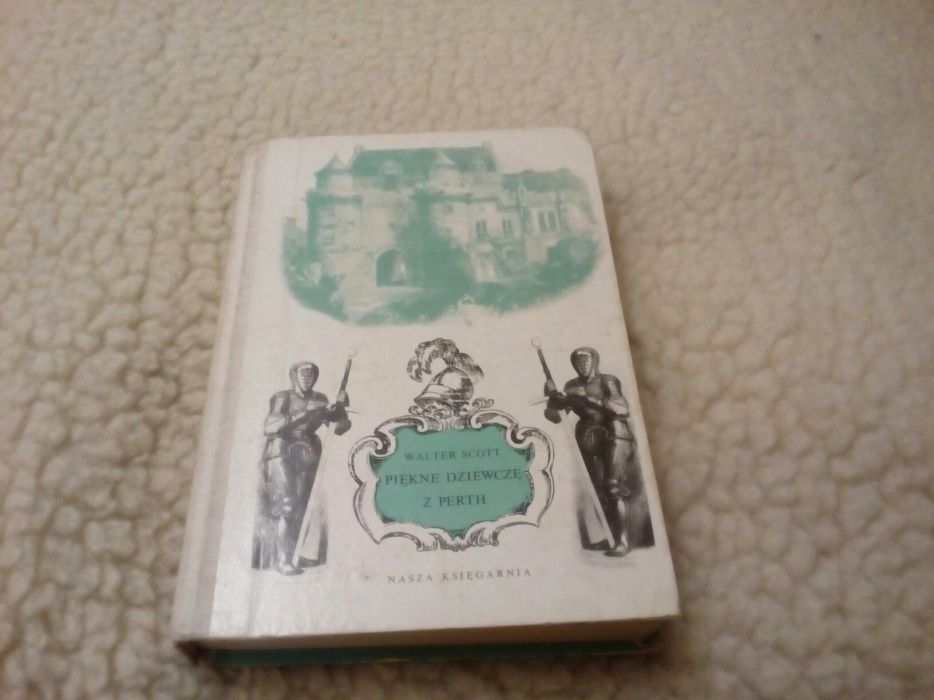 WALTER SCOTT
PIĘKNE DZIEWCZĘ
Z PERTH
NASZA KSIĘGARNIA